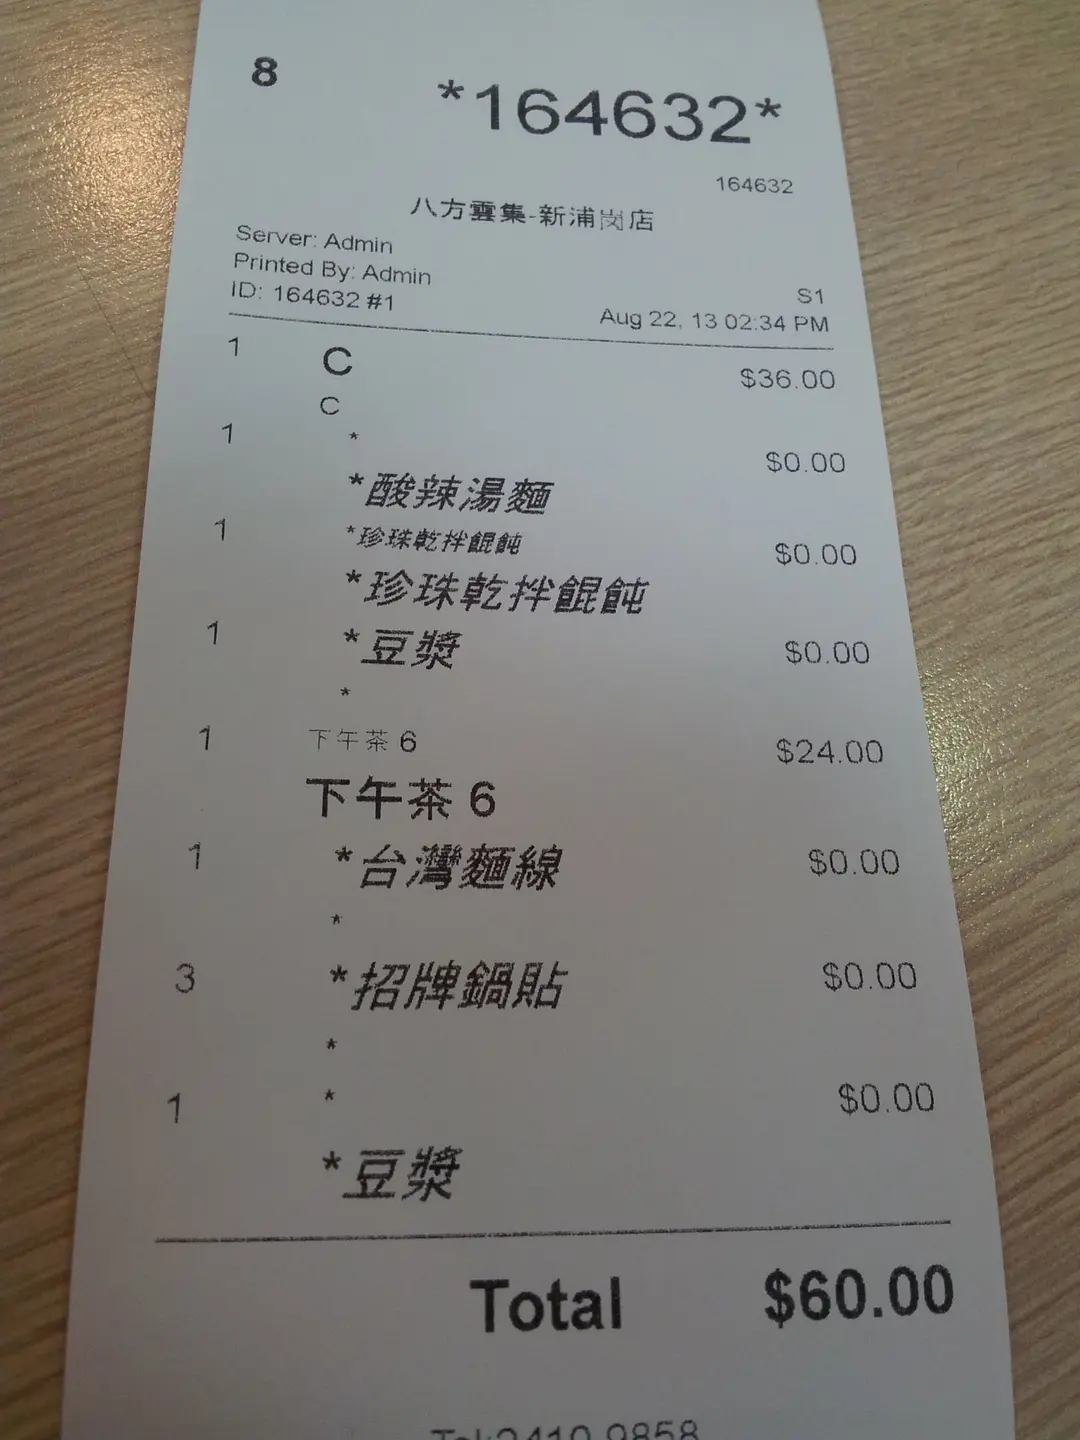 8
*164632*
164632
八方雲集-新浦崗店
Server: Admin
Printed By: Admin
ID: 164632 #1
S1
Aug 22, 13 02:34 PM
1 C $36.00
C
1 * $0.00
*酸辣湯麵
1 *珍珠乾拌餛飩 $0.00
*珍珠乾拌餛飩
1 *豆漿 $0.00
*
1 下午茶 6 $24.00
下午茶 6
1 *台灣麵線 $0.00
*
3 *招牌鍋貼 $0.00
*
1 * $0.00
*豆漿
Total $60.00
Tel:2410 9858